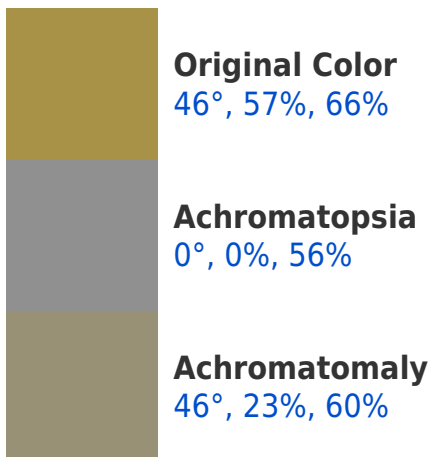 Original Color
46°, 57%, 66%
Achromatopsia
0°, 0%, 56%
Achromatomaly
46°, 23%, 60%